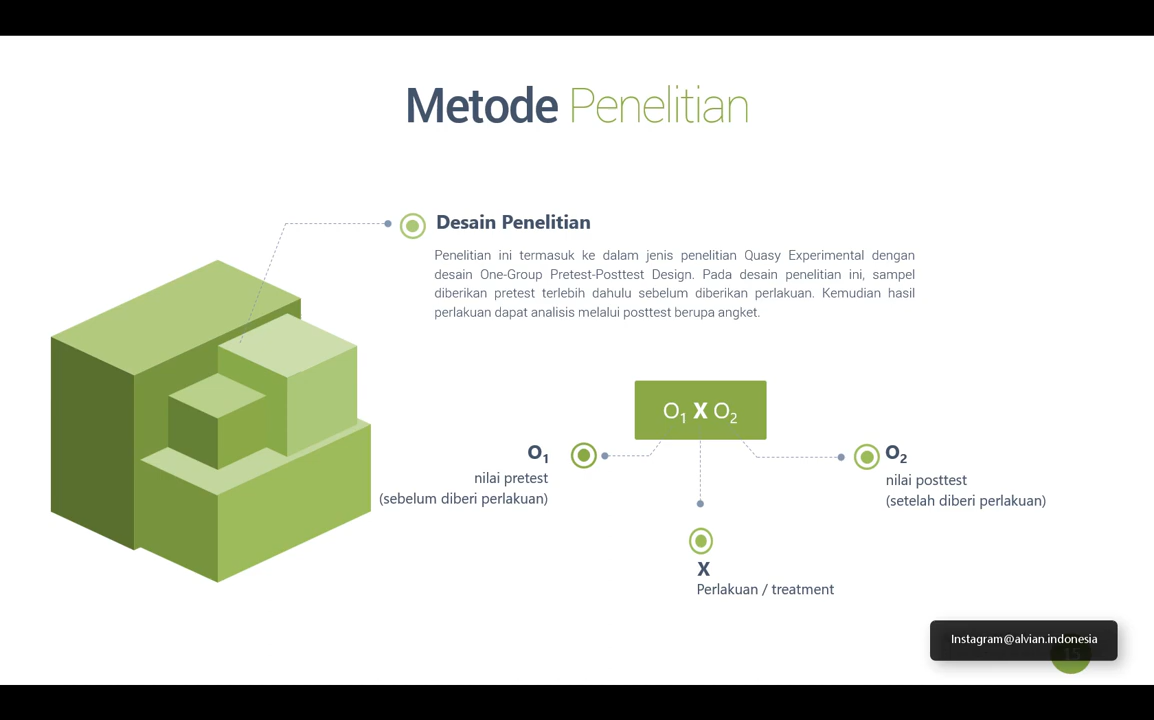 Metode Penelitian
Desain Penelitian
Penelitian ini termasuk ke dalam jenis penelitian Quasy Experimental dengan
desain One-Group Pretest-Posttest Design. Pada desain penelitian ini, sampel
diberikan pretest terlebih dahulu sebelum diberikan perlakuan. Kemudian hasil
perlakuan dapat analisis melalui posttest berupa angket.
O₁ X O₂
O₁
nilai pretest
(sebelum diberi perlakuan)
O₂
nilai posttest
(setelah diberi perlakuan)
X
Perlakuan / treatment
Instagram@alvian.indonesia
15